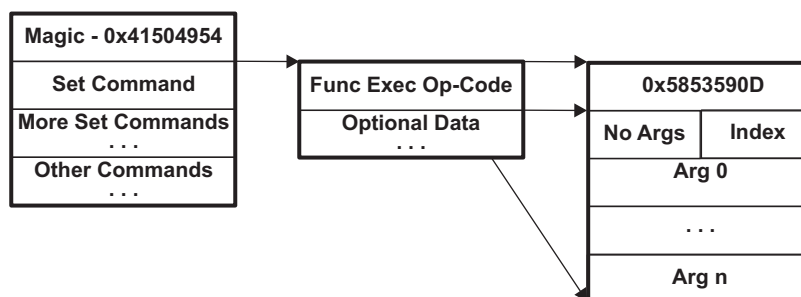 Magic - 0x41504954
Set Command
More Set Commands
. . .
Other Commands
. . .
Func Exec Op-Code
Optional Data
. . .
0x5853590D
No Args Index
Arg 0
. . .
Arg n